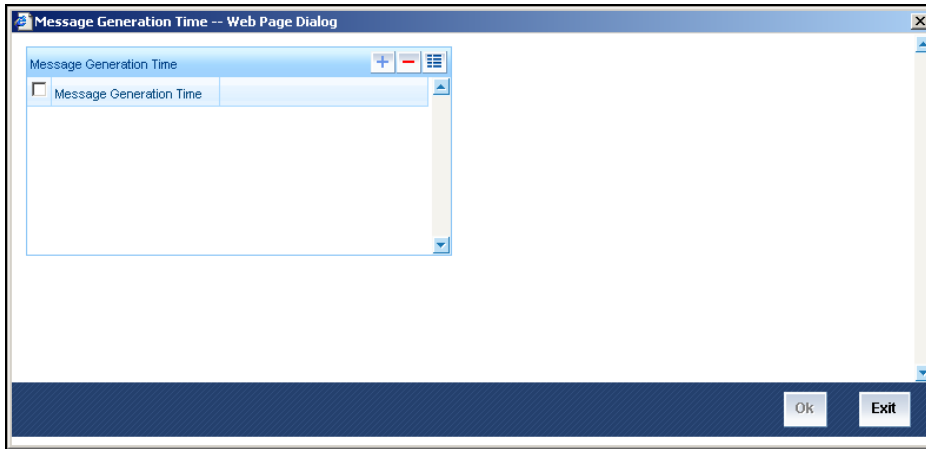 Message Generation Time -- Web Page Dialog
Message Generation Time
Message Generation Time
Ok
Exit